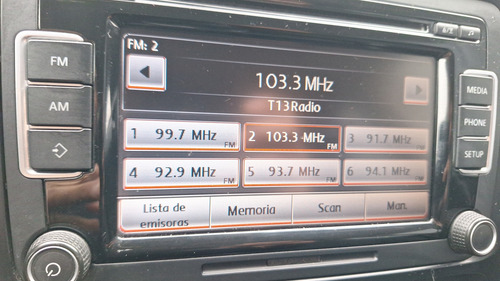 FM: 2
FM
AM
103.3 MHz
T13Radio
MEDIA
PHONE
SETUP
1 99.7 MHz FM
2 103.3 MHz FM
3 91.7 MHz FM
4 92.9 MHz FM
5 93.7 MHz FM
6 94.1 MHz FM
Lista de
emisoras
Memoria
Scan
Man.